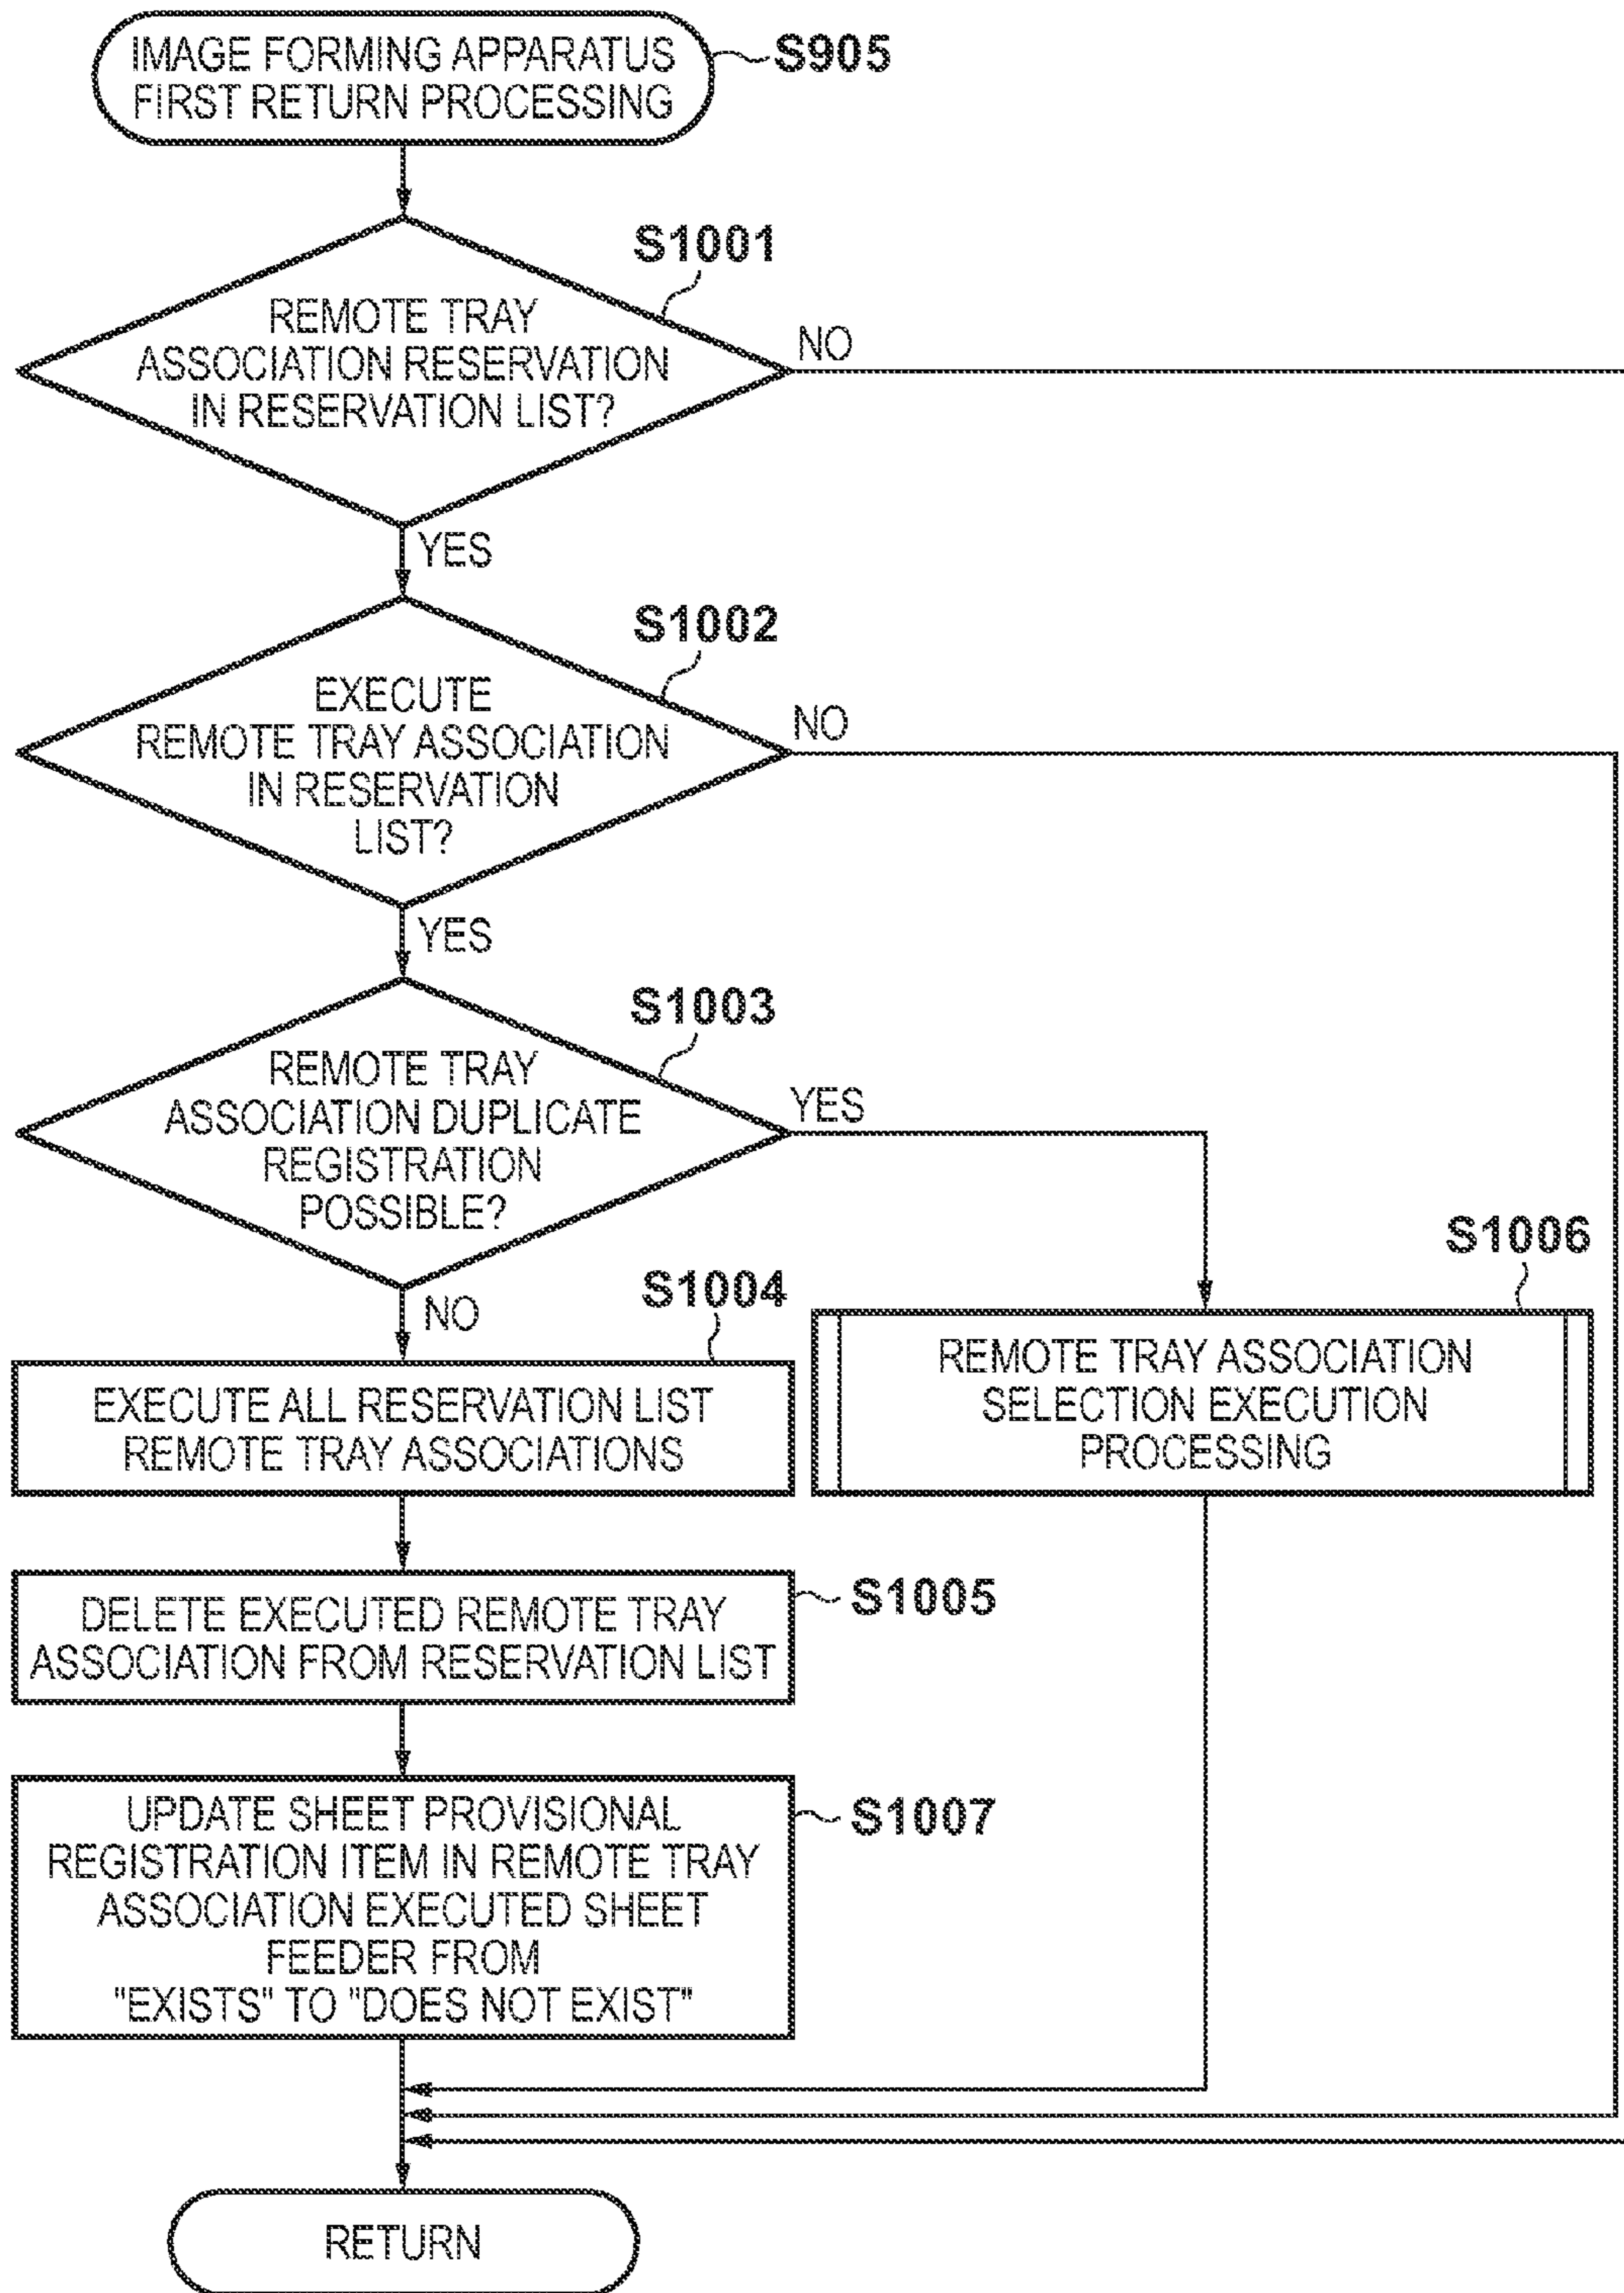 IMAGE FORMING APPARATUS
FIRST RETURN PROCESSING
S905
S1001
REMOTE TRAY
ASSOCIATION RESERVATION
IN RESERVATION LIST?
NO
YES
S1002
EXECUTE
REMOTE TRAY ASSOCIATION
IN RESERVATION
LIST?
NO
YES
S1003
REMOTE TRAY
ASSOCIATION DUPLICATE
REGISTRATION
POSSIBLE?
YES
NO
S1004
EXECUTE ALL RESERVATION LIST
REMOTE TRAY ASSOCIATIONS
S1006
REMOTE TRAY ASSOCIATION
SELECTION EXECUTION
PROCESSING
DELETE EXECUTED REMOTE TRAY
ASSOCIATION FROM RESERVATION LIST
S1005
UPDATE SHEET PROVISIONAL
REGISTRATION ITEM IN REMOTE TRAY
ASSOCIATION EXECUTED SHEET
FEEDER FROM
"EXISTS" TO "DOES NOT EXIST"
S1007
RETURN